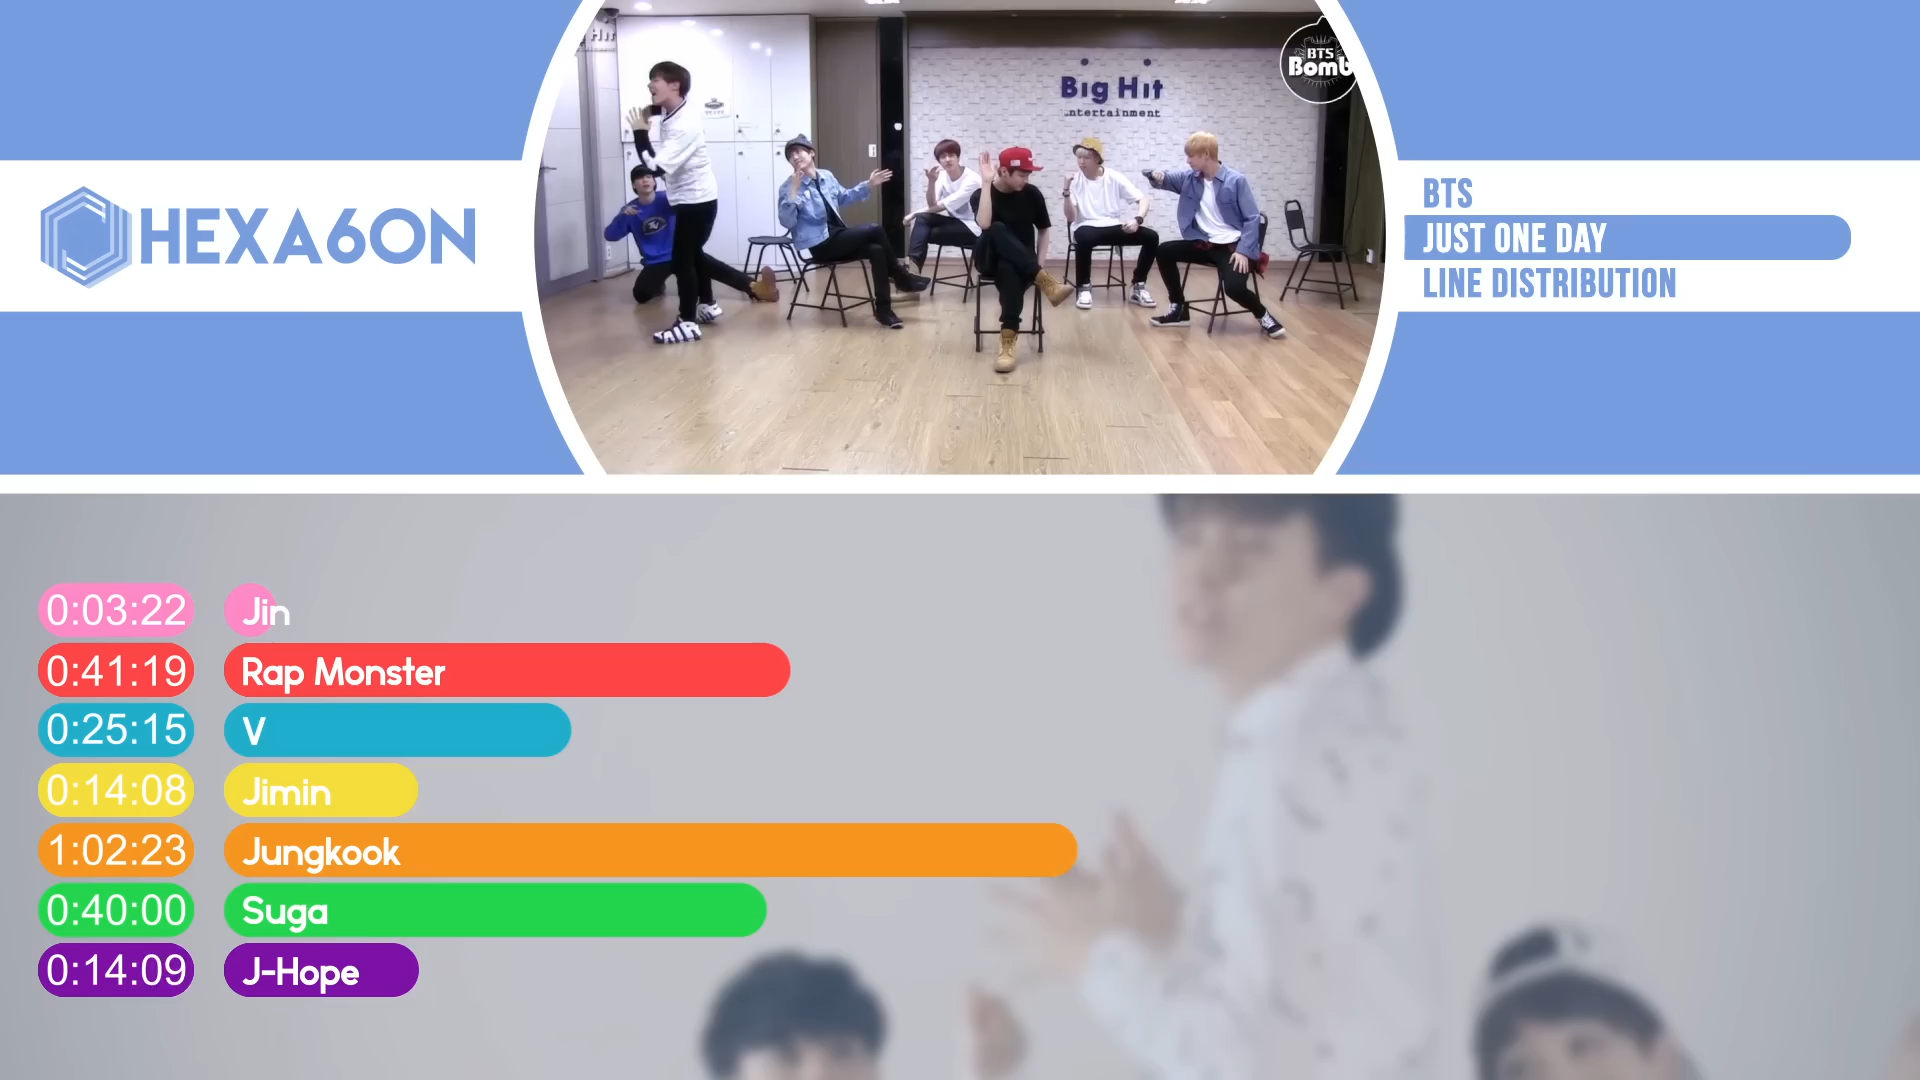 HEXA6ON
Big Hit
ntertainment
BTS
Bomb
BTS
JUST ONE DAY
LINE DISTRIBUTION
0:03:22 Jin
0:41:19 Rap Monster
0:25:15 V
0:14:08 Jimin
1:02:23 Jungkook
0:40:00 Suga
0:14:09 J-Hope